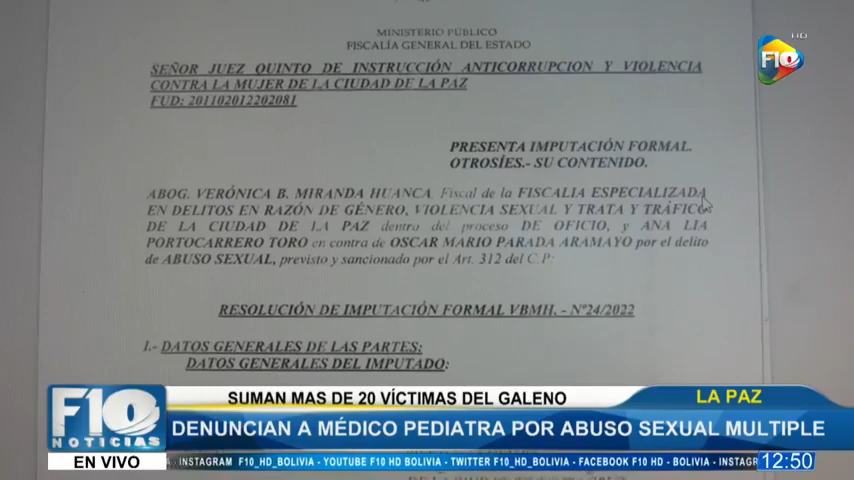 MINISTERIO PÚBLICO
FISCALÍA GENERAL DEL ESTADO
SEÑOR JUEZ QUINTO DE INSTRUCCIÓN ANTICORRUPCION Y VIOLENCIA
CONTRA LA MUJER DE LA CIUDAD DE LA PAZ
FUD: 201102012202081
PRESENTA IMPUTACIÓN FORMAL.
OTROSÍES.- SU CONTENIDO.
ABOG. VERÓNICA B. MIRANDA HUANCA Fiscal de la FISCALIA ESPECIALIZADA
EN DELITOS EN RAZÓN DE GÉNERO, VIOLENCIA SEXUAL Y TRATA Y TRÁFICO
DE LA CIUDAD DE LA PAZ dentro del proceso DE OFICIO, y ANA LIA
PORTOCARRERO TORO en contra de OSCAR MARIO PARADA ARAMAYO por el delito
de ABUSO SEXUAL, previsto y sancionado por el Art. 312 del C.P:
RESOLUCIÓN DE IMPUTACIÓN FORMAL VBMH. - Nº24/2022
I.- DATOS GENERALES DE LAS PARTES:
DATOS GENERALES DEL IMPUTADO:
F10 HD
F10
NOTICIAS
SUMAN MAS DE 20 VÍCTIMAS DEL GALENO
LA PAZ
DENUNCIAN A MÉDICO PEDIATRA POR ABUSO SEXUAL MULTIPLE
EN VIVO
INSTAGRAM F10_HD_BOLIVIA - YOUTUBE F10 HD BOLIVIA - TWITTER F10_HD_BOLIVIA - FACEBOOK F10 HD - BOLIVIA - INSTAGR
12:50